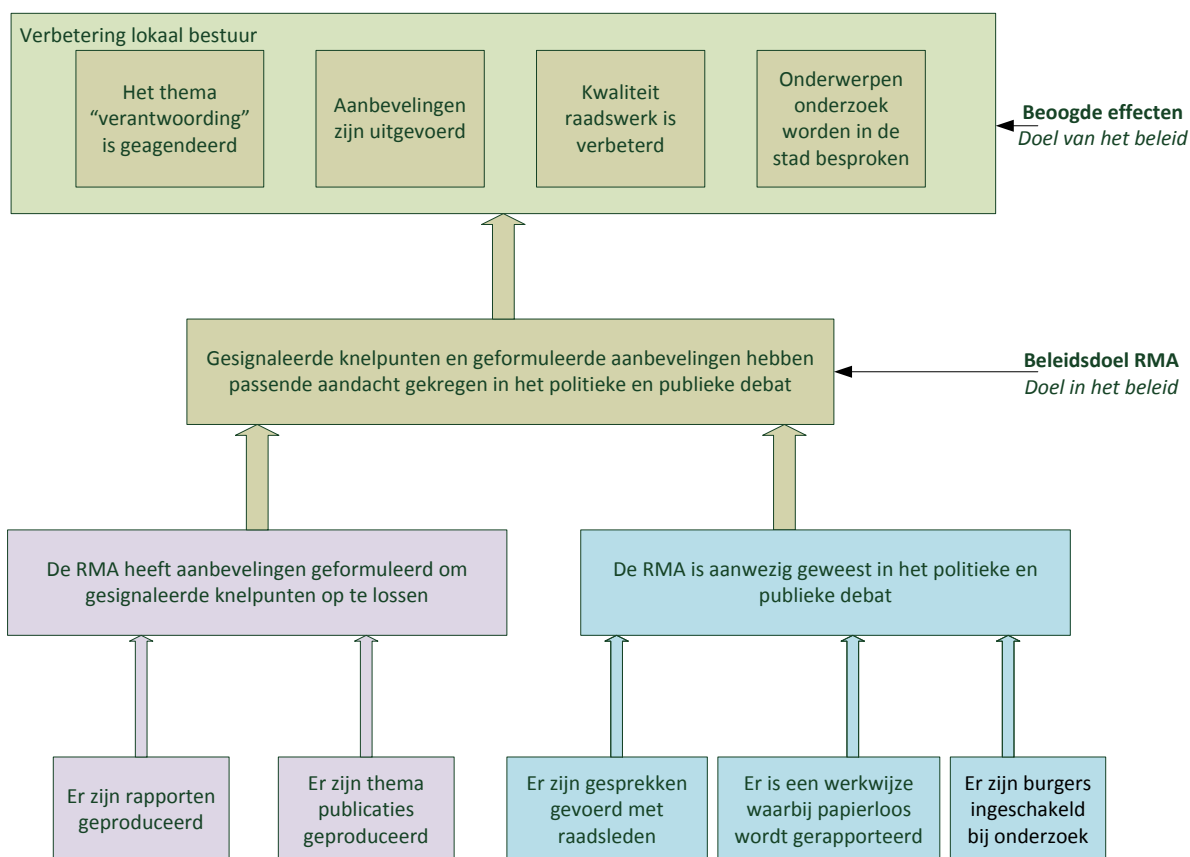 Verbetering lokaal bestuur
Het thema
“verantwoording”
is geagendeerd
Aanbevelingen
zijn uitgevoerd
Kwaliteit
raadswerk is
verbeterd
Onderwerpen
onderzoek
worden in de
stad besproken
Beoogde effecten
Doel van het beleid
Gesignaleerde knelpunten en geformuleerde aanbevelingen hebben
passende aandacht gekregen in het politieke en publieke debat
Beleidsdoel RMA
Doel in het beleid
De RMA heeft aanbevelingen geformuleerd om
gesignaleerde knelpunten op te lossen
De RMA is aanwezig geweest in het politieke en
publieke debat
Er zijn rapporten
geproduceerd
Er zijn thema
publicaties
geproduceerd
Er zijn gesprekken
gevoerd met
raadsleden
Er is een werkwijze
waarbij papierloos
wordt gerapporteerd
Er zijn burgers
ingeschakeld
bij onderzoek